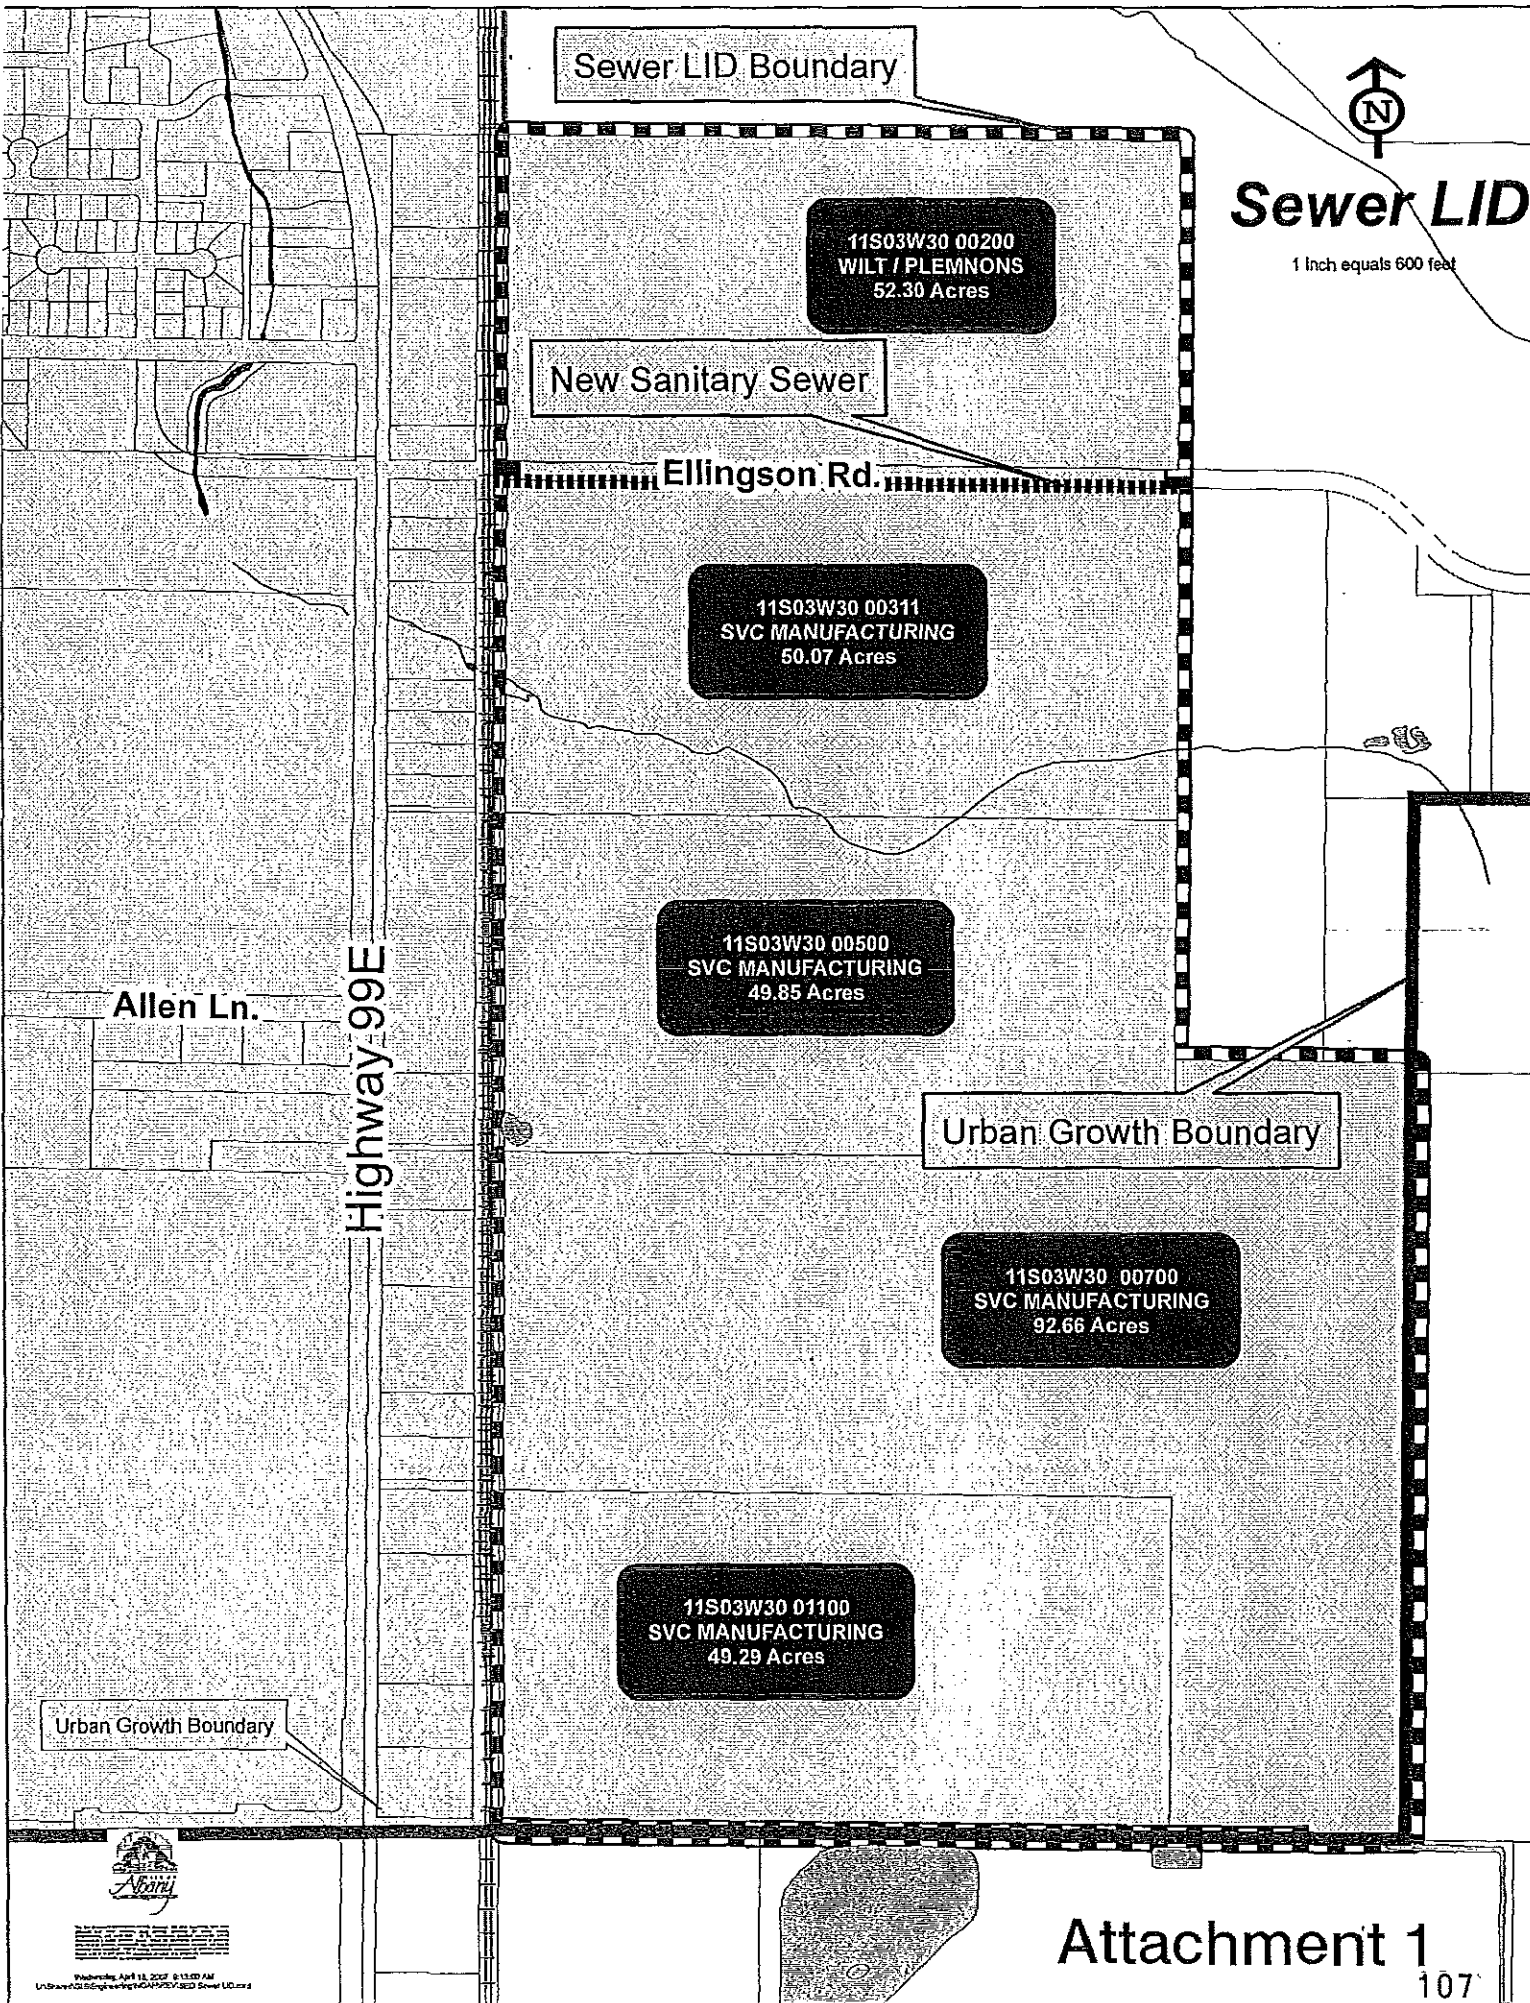 Sewer LID Boundary
N
Sewer LID
1 Inch equals 600 feet
11S03W30 00200
WILT / PLEMNONS
52.30 Acres
New Sanitary Sewer
Ellingson Rd.
11S03W30 00311
SVC MANUFACTURING
50.07 Acres
11S03W30 00500
SVC MANUFACTURING
49.85 Acres
Allen Ln.
Highway 99E
Urban Growth Boundary
11S03W30 00700
SVC MANUFACTURING
92.66 Acres
11S03W30 01100
SVC MANUFACTURING
49.29 Acres
Urban Growth Boundary
Albany
Attachment 1
107